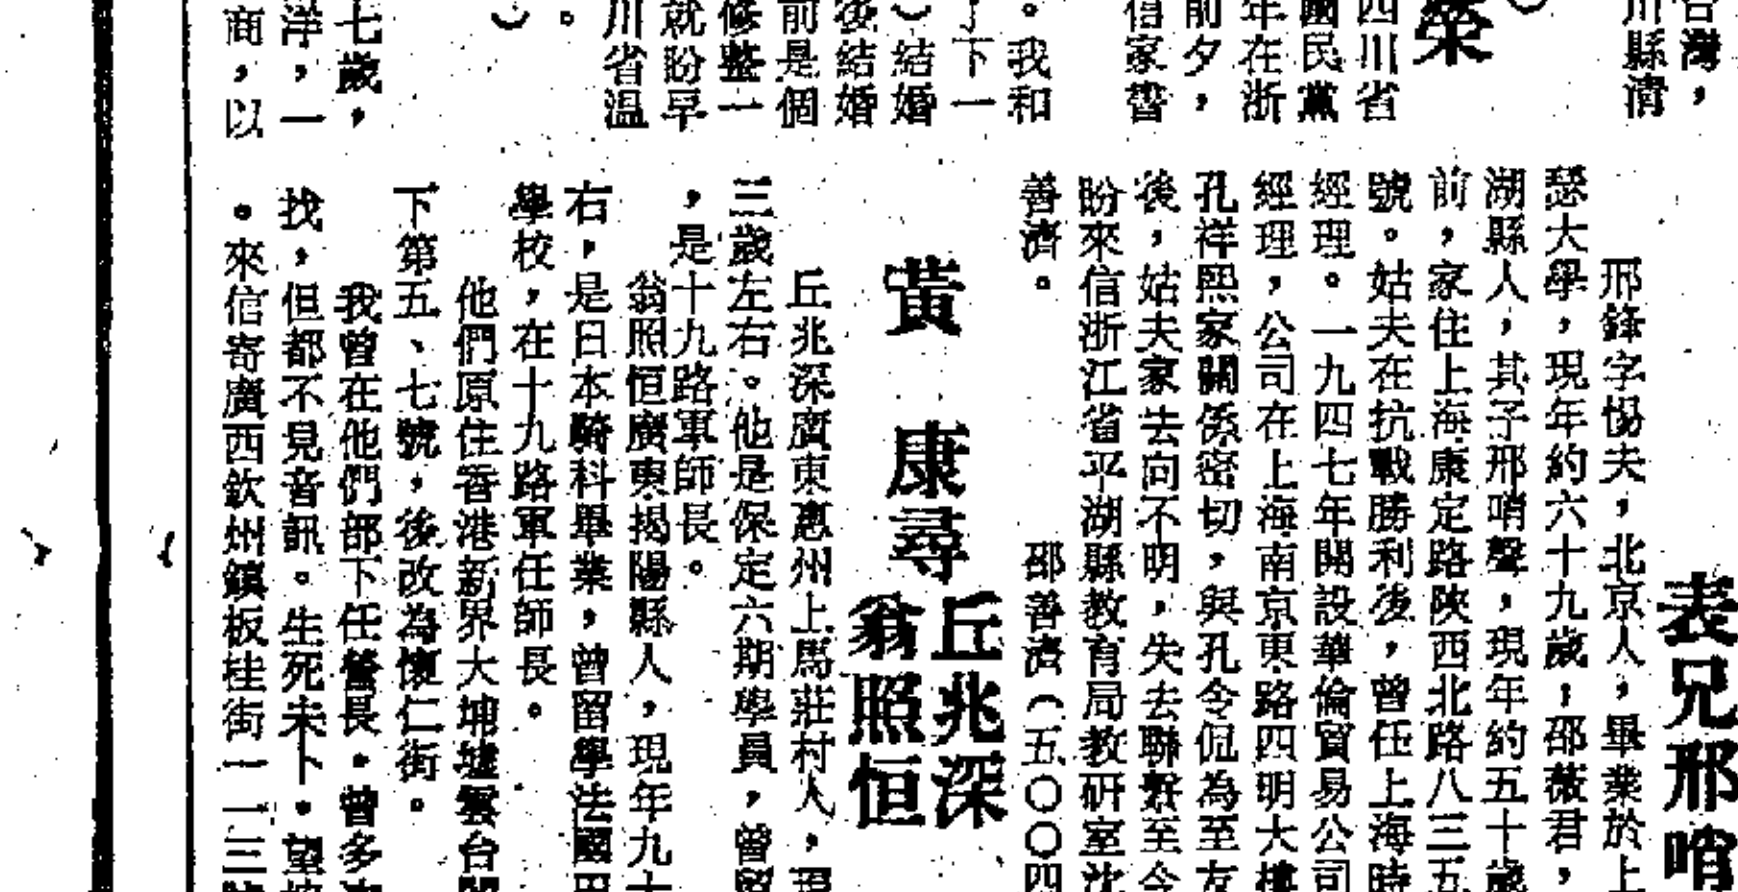 台灣，
川縣清
榮
四川省
國民黨
年在浙
前夕，
信家書
。我和
了下一
）結婚
後結婚
前是個
修整一
就盼早
川省温
。
）
七歲，
洋，一
商，以
表兄邢哨
邢鋒字惕夫，北京人，畢業於上
瑟大學，現年約六十九歲，邵薇君，
湖縣人，其子邢哨聲，現年約五十歲
前，家住上海康定路陜西北路八三五
號。姑夫在抗戰勝利後，曾任上海時
經理。一九四七年開設華倫貿易公司
經理，公司在上海南京東路四明大樓
孔祥熙家關係密切，與孔令侃為至友
後，姑夫家去向不明，失去聯繫至今
盼來信浙江省平湖縣教育局教研室沈
善濟。　邵善濟（五〇〇四
黃　康尋
丘兆深
翁照恒
丘兆深廣東惠州上馬莊村人，現
三歲左右。他是保定六期學員，曾
，是十九路軍師長。
翁照恒廣東揭陽縣人，現年九十
右，是日本騎科畢業，曾留學法國
學校，在十九路軍任師長。
他們原住香港新界大埔墟雲台
下第五、七號，後改為懷仁街。
我曾在他們部下任營長。曾多
找，但都不見音訊。生死未卜。望
。來信寄廣西欽州鎮板桂街一一三